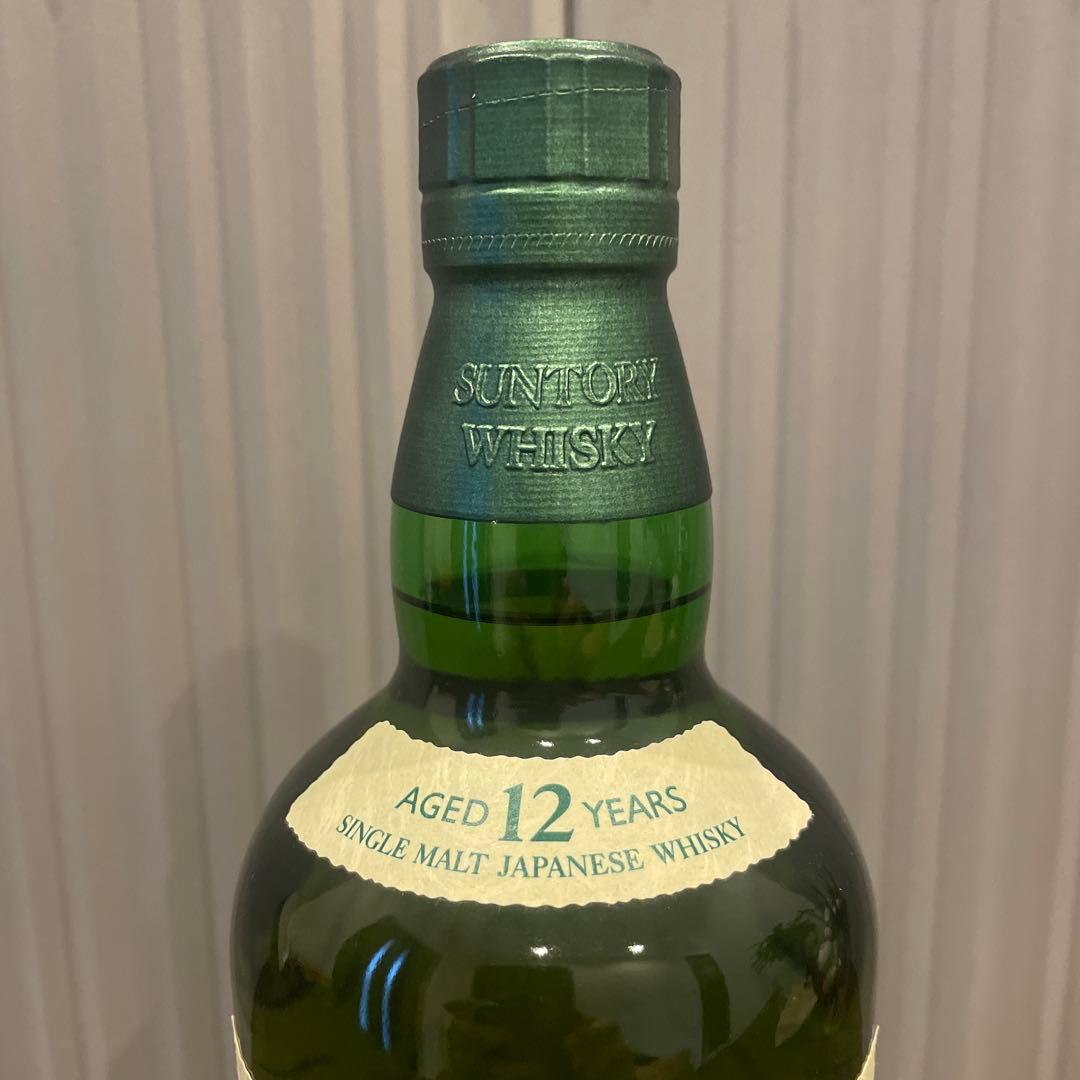 SUNTORY
WHISKY
AGED 12 YEARS
SINGLE MALT JAPANESE WHISKY